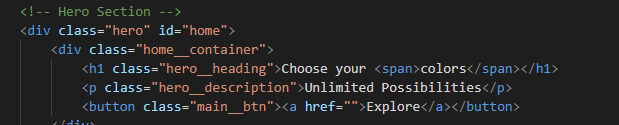 <!-- Hero Section -->
<div class="hero" id="home">
<div class="home__container">
<h1 class="hero__heading">Choose your <span>colors</span></h1>
<p class="hero__description">Unlimited Possibilities</p>
<button class="main__btn"><a href="">Explore</a></button>
</div>